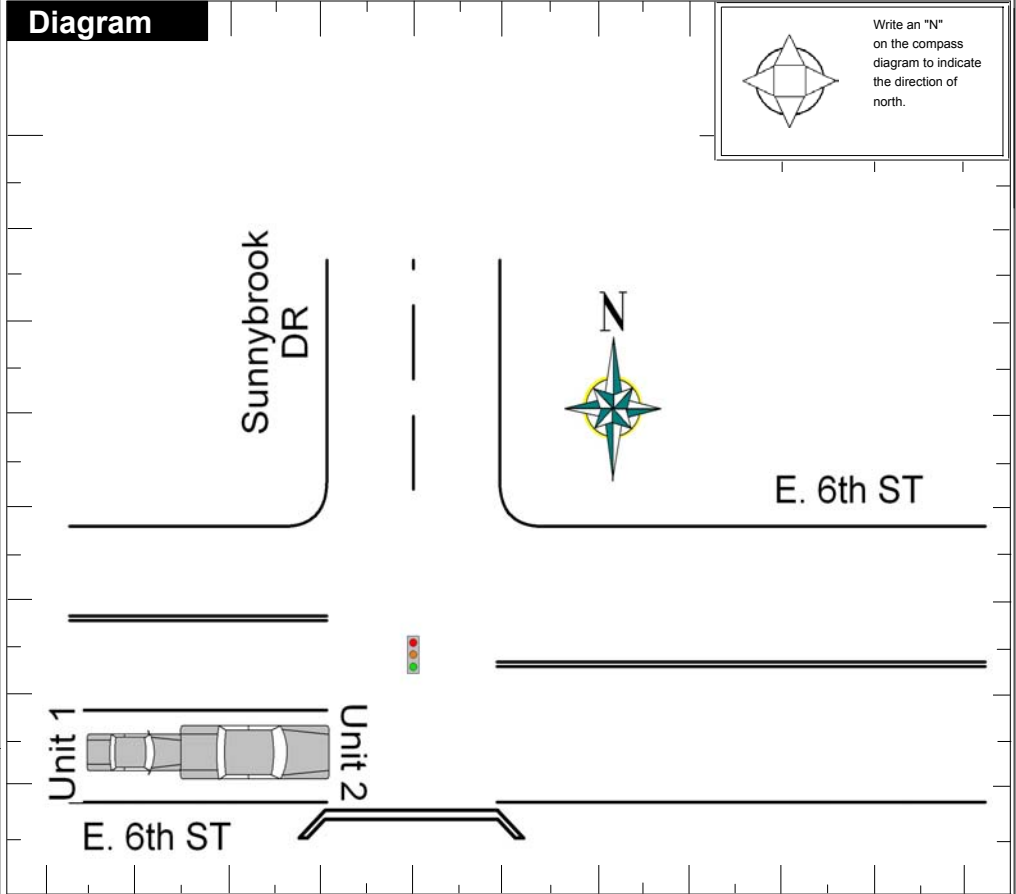 Diagram
Write an "N"
on the compass
diagram to indicate
the direction of
north.
Sunnybrook
DR
N
E. 6th ST
Unit 1
Unit 2
E. 6th ST